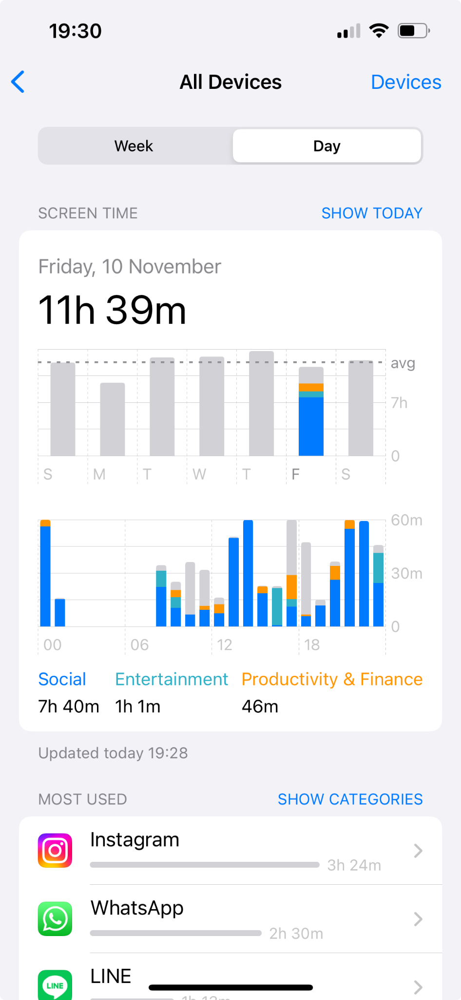 19:30
All Devices
Devices
Week
Day
SCREEN TIME
SHOW TODAY
Friday, 10 November
11h 39m
avg
7h
0
S M T W T F S
60m
30m
0
00 06 12 18
Social Entertainment Productivity & Finance
7h 40m 1h 1m 46m
Updated today 19:28
MOST USED
SHOW CATEGORIES
Instagram
3h 24m
WhatsApp
2h 30m
LINE
LINE